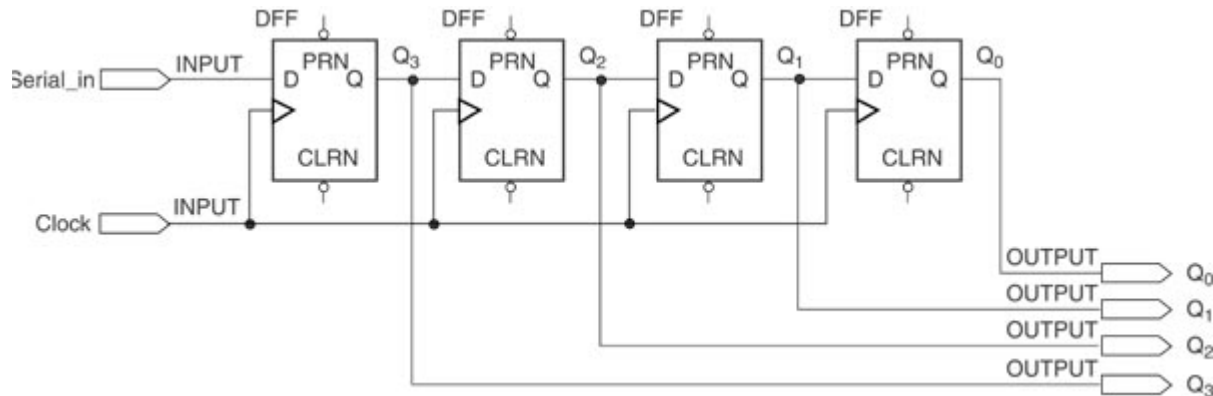 DFF DFF DFF DFF
Serial_in INPUT D PRN Q Q₃ D PRN Q Q₂ D PRN Q Q₁ D PRN Q Q₀
CLRN CLRN CLRN CLRN
Clock INPUT
OUTPUT Q₀
OUTPUT Q₁
OUTPUT Q₂
OUTPUT Q₃